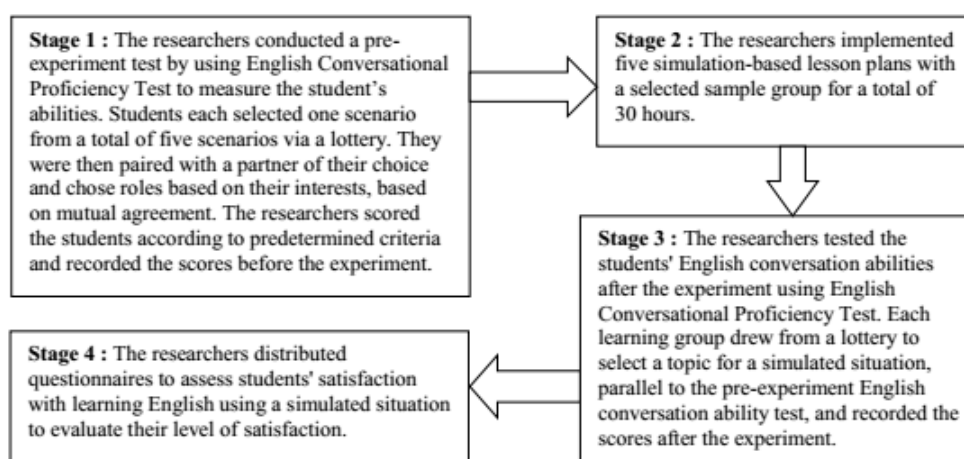 Stage 1 : The researchers conducted a pre-
experiment test by using English Conversational
Proficiency Test to measure the student's
abilities. Students each selected one scenario
from a total of five scenarios via a lottery. They
were then paired with a partner of their choice
and chose roles based on their interests, based
on mutual agreement. The researchers scored
the students according to predetermined criteria
and recorded the scores before the experiment.
Stage 2 : The researchers implemented
five simulation-based lesson plans with
a selected sample group for a total of
30 hours.
Stage 3 : The researchers tested the
students' English conversation abilities
after the experiment using English
Conversational Proficiency Test. Each
learning group drew from a lottery to
select a topic for a simulated situation,
parallel to the pre-experiment English
conversation ability test, and recorded the
scores after the experiment.
Stage 4 : The researchers distributed
questionnaires to assess students' satisfaction
with learning English using a simulated situation
to evaluate their level of satisfaction.